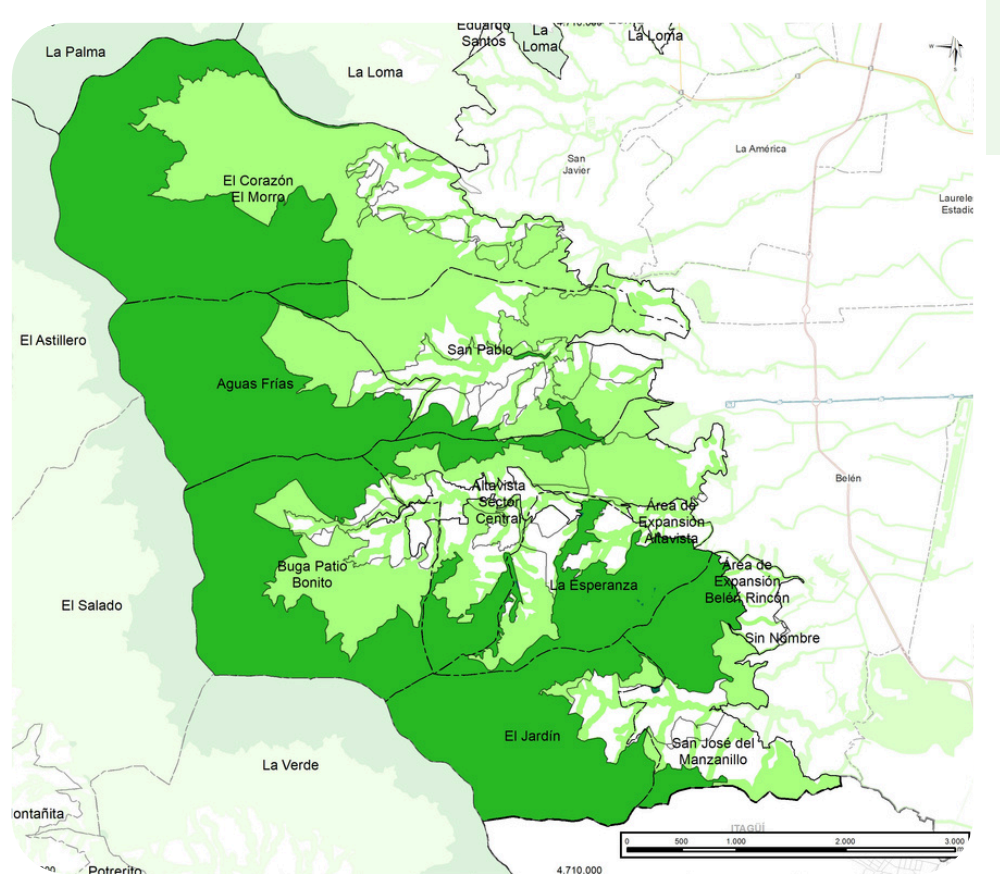 Eduardo
Santos
La
Loma
La Loma
La Palma
La Loma
La América
San
Javier
El Corazón
El Morro
Laurele
Estadio
El Astillero
San Pablo
Aguas Frías
Belén
Altavista
Sector
Central
Área de
Expansión
Altavista
Buga Patio
Bonito
La Esperanza
Área de
Expansión
Belén Rincón
El Salado
Sin Nombre
El Jardín
San José del
Manzanillo
La Verde
ontañita
ITAGÜÍ
0 500 1.000 2.000 3.000
Potrerito
4.710.000